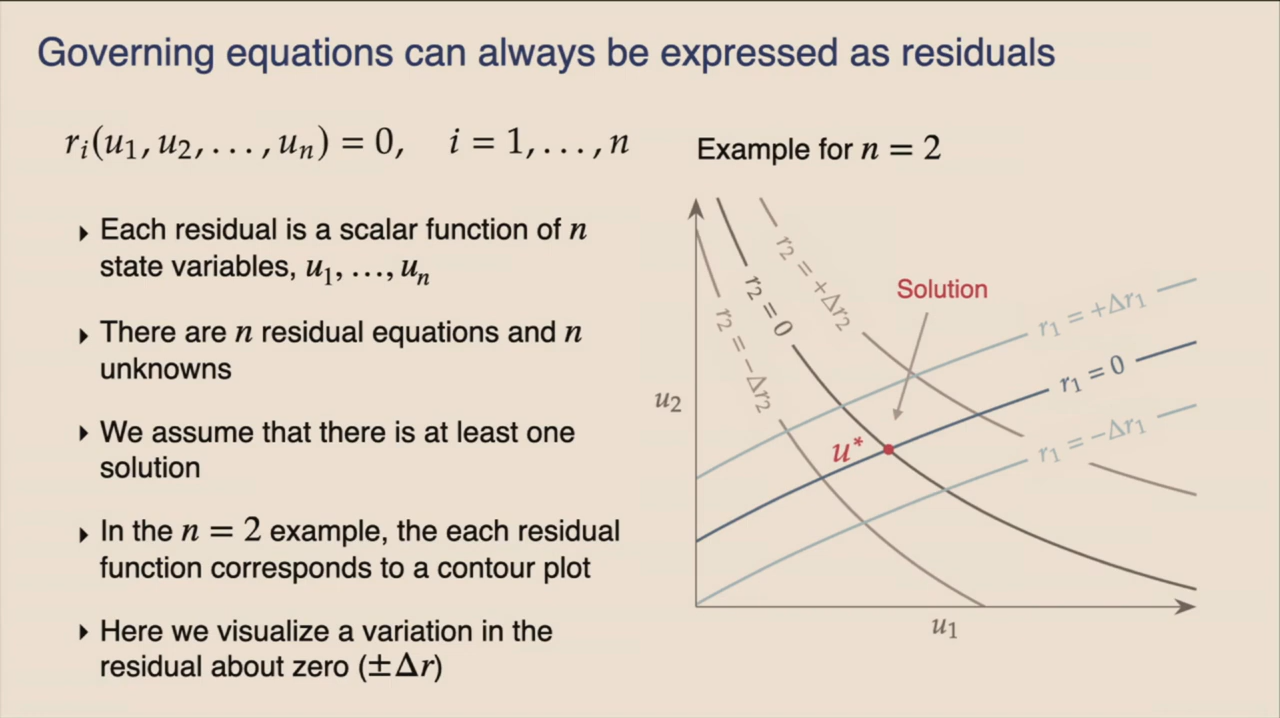 Governing equations can always be expressed as residuals
rᵢ(u₁, u₂, . . . , uₙ) = 0, i = 1, . . . , n
Each residual is a scalar function of n
state variables, u₁, …, uₙ
There are n residual equations and n
unknowns
We assume that there is at least one
solution
In the n = 2 example, the each residual
function corresponds to a contour plot
Here we visualize a variation in the
residual about zero (±Δr)
Example for n = 2
r₂ = +Δr₂
r₂ = 0
r₂ = −Δr₂
Solution
r₁ = +Δr₁
r₁ = 0
r₁ = −Δr₁
u₂
u*
u₁